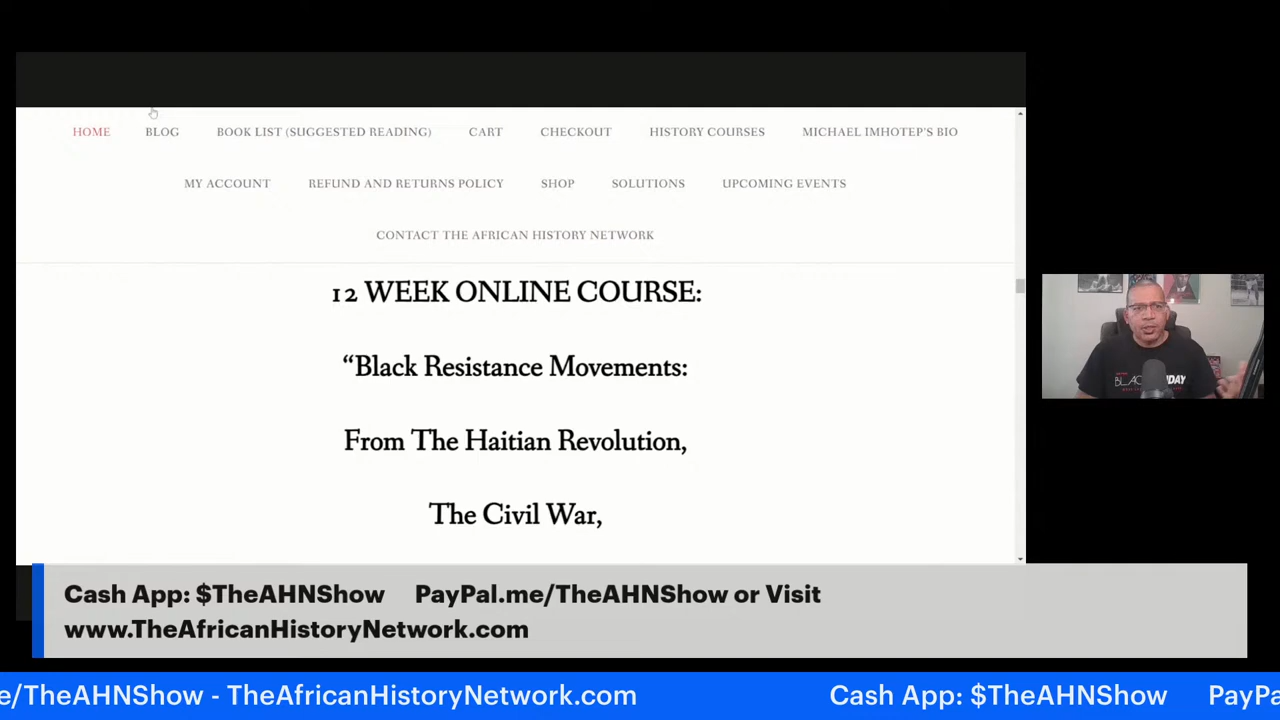 HOME BLOG BOOK LIST (SUGGESTED READING) CART CHECKOUT HISTORY COURSES MICHAEL IMHOTEP'S BIO
MY ACCOUNT REFUND AND RETURNS POLICY SHOP SOLUTIONS UPCOMING EVENTS
CONTACT THE AFRICAN HISTORY NETWORK
12 WEEK ONLINE COURSE:
“Black Resistance Movements:
From The Haitian Revolution,
The Civil War,
Cash App: $TheAHNShow PayPal.me/TheAHNShow or Visit
www.TheAfricanHistoryNetwork.com
e/TheAHNShow - TheAfricanHistoryNetwork.com Cash App: $TheAHNShow PayPa